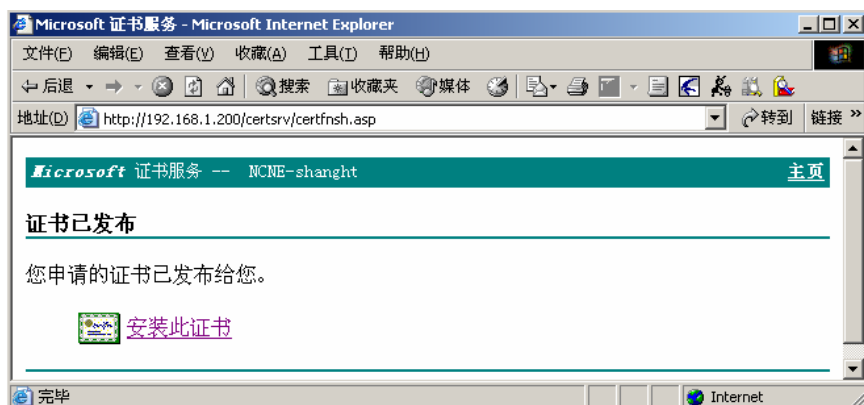 Microsoft 证书服务 - Microsoft Internet Explorer
文件(F) 编辑(E) 查看(V) 收藏(A) 工具(T) 帮助(H)
后退 搜索 收藏夹 媒体
地址(D) http://192.168.1.200/certsrv/certfnsh.asp 转到 链接 »
Microsoft 证书服务 -- NCNE-shanght 主页
证书已发布
您申请的证书已发布给您。
安装此证书
完毕 Internet